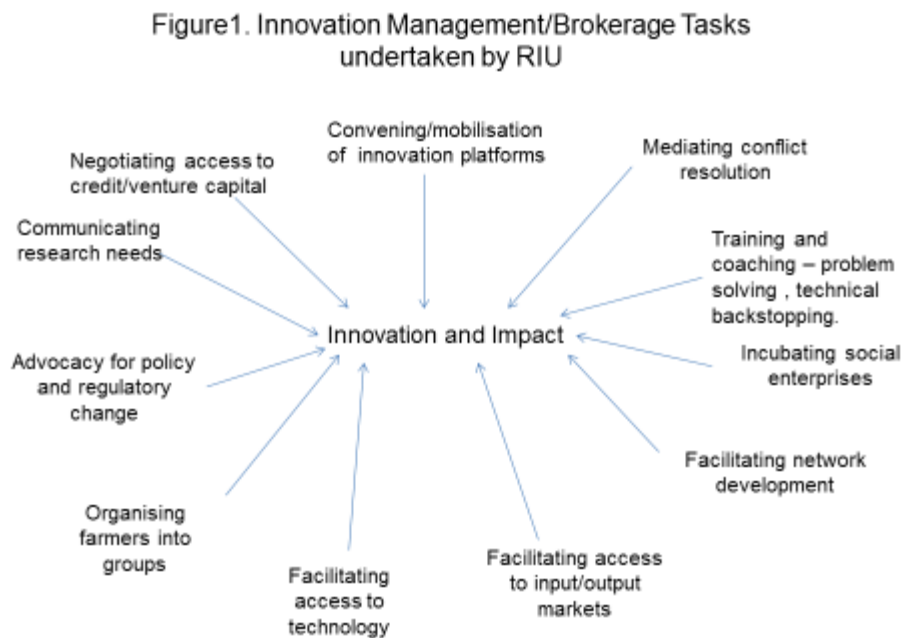 Figure1. Innovation Management/Brokerage Tasks
undertaken by RIU
Convening/mobilisation
of innovation platforms
Mediating conflict
resolution
Negotiating access to
credit/venture capital
Communicating
research needs
Training and
coaching – problem
solving , technical
backstopping.
Innovation and Impact
Incubating social
enterprises
Advocacy for policy
and regulatory
change
Facilitating network
development
Organising
farmers into
groups
Facilitating access
to input/output
markets
Facilitating
access to
technology